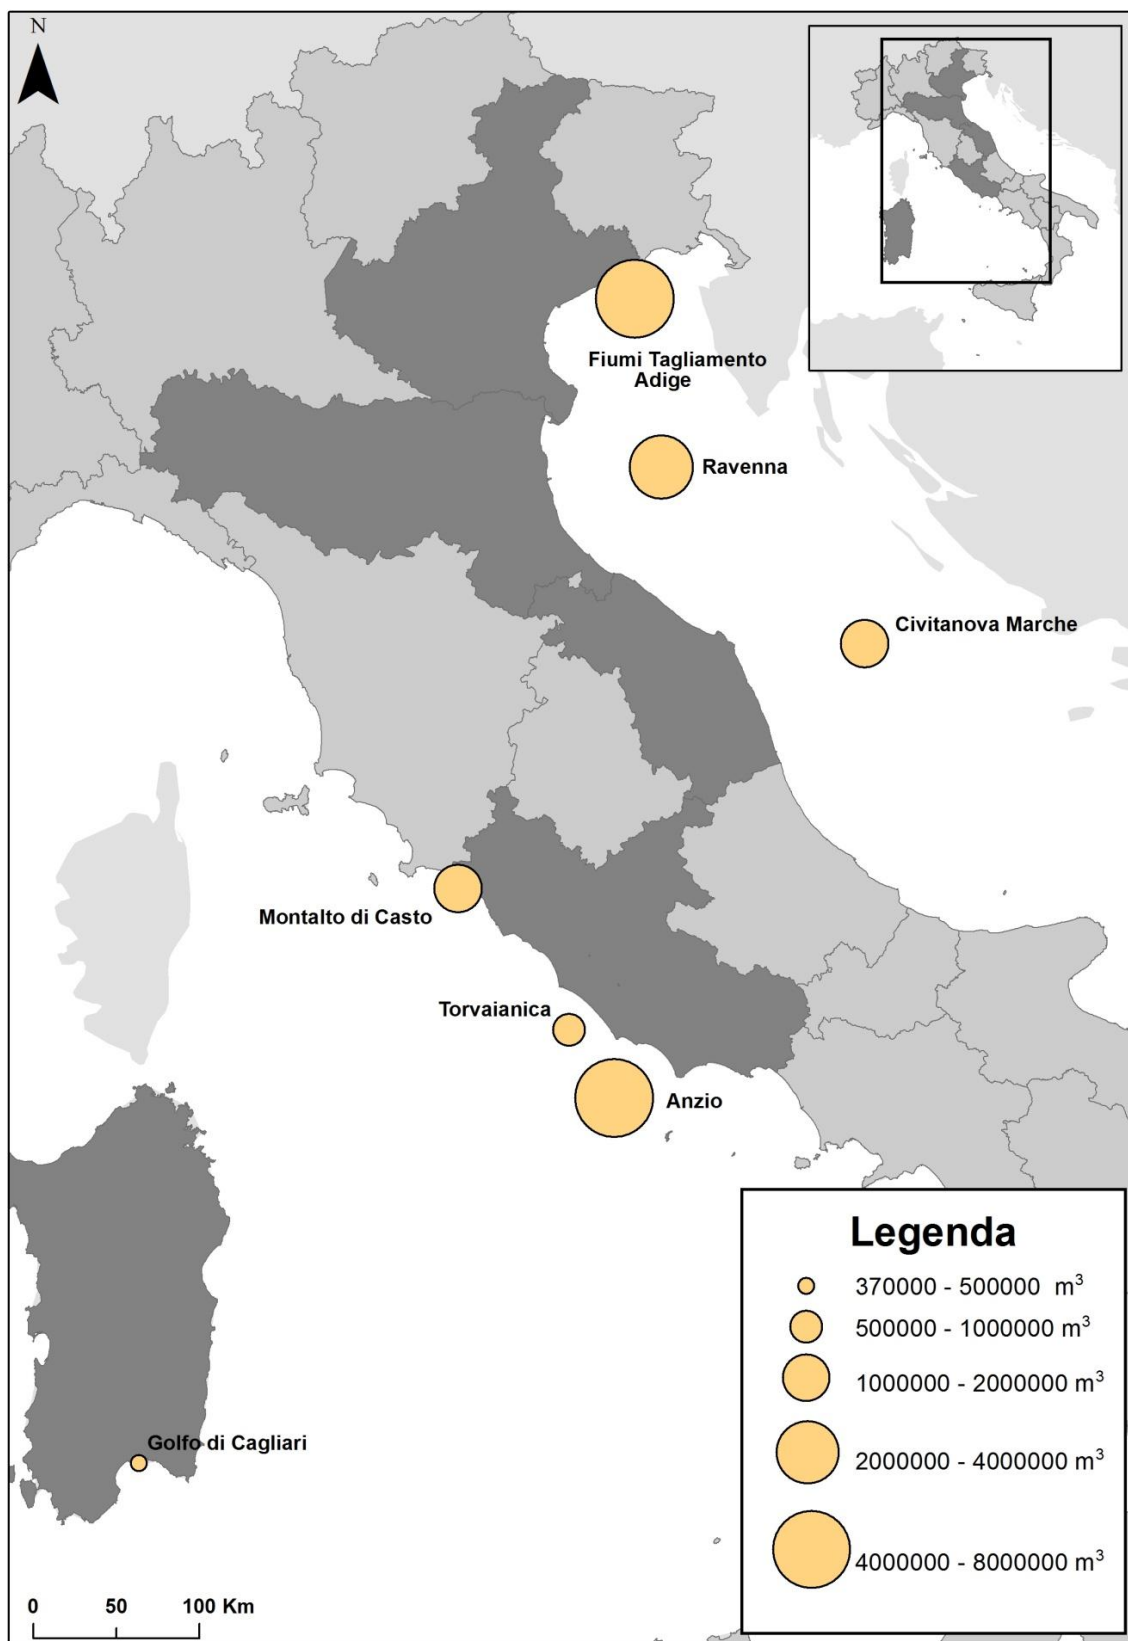 N
Fiumi Tagliamento
Adige
Ravenna
Civitanova Marche
Montalto di Casto
Torvaianica
Anzio
Golfo di Cagliari
Legenda
370000 - 500000 m³
500000 - 1000000 m³
1000000 - 2000000 m³
2000000 - 4000000 m³
4000000 - 8000000 m³
0 50 100 Km